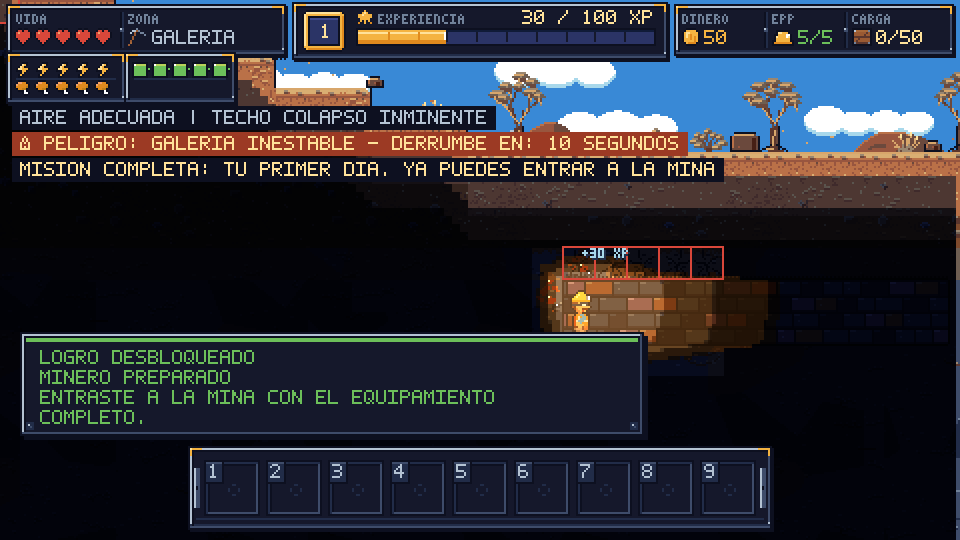 VIDA
ZONA
GALERIA
1
EXPERIENCIA
30 / 100 XP
DINERO
50
EPP
5/5
CARGA
0/50
AIRE ADECUADA | TECHO COLAPSO INMINENTE
PELIGRO: GALERIA INESTABLE - DERRUMBE EN: 10 SEGUNDOS
MISION COMPLETA: TU PRIMER DIA. YA PUEDES ENTRAR A LA MINA
+30 XP
LOGRO DESBLOQUEADO
MINERO PREPARADO
ENTRASTE A LA MINA CON EL EQUIPAMIENTO
COMPLETO.
1 2 3 4 5 6 7 8 9